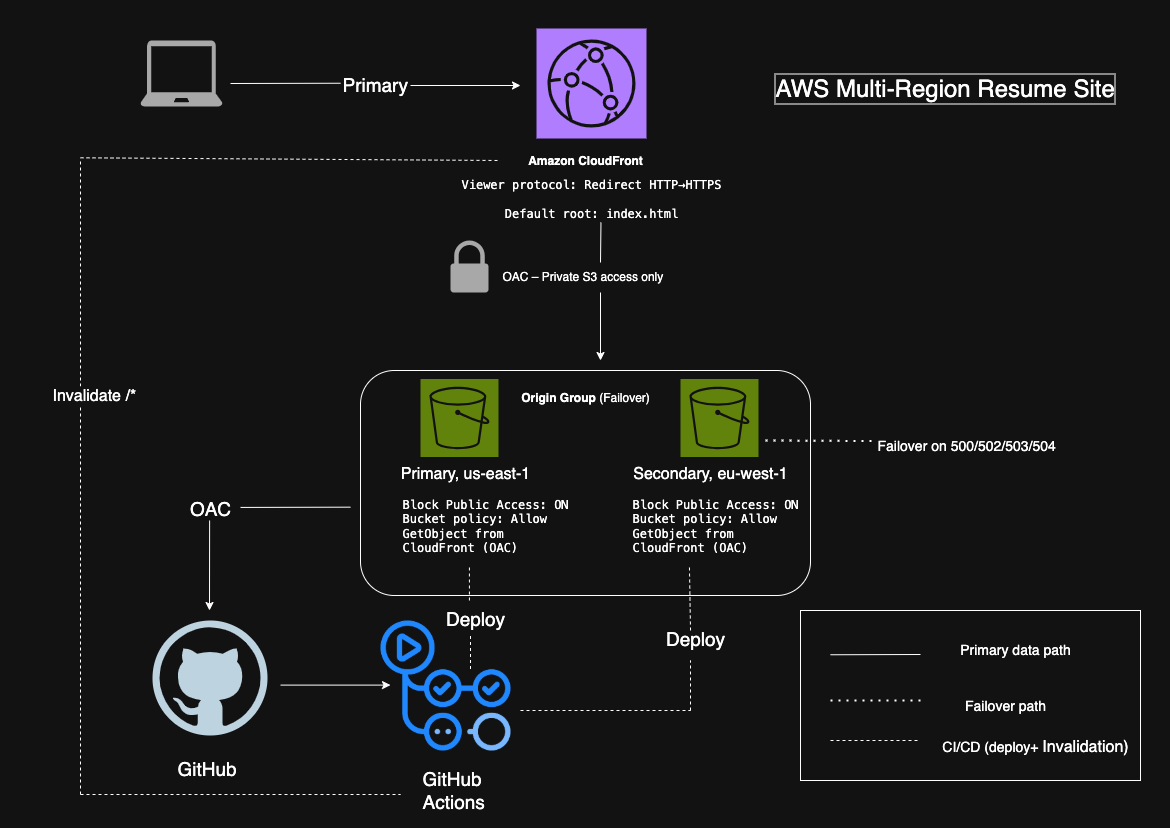 Primary
AWS Multi-Region Resume Site
Amazon CloudFront
Viewer protocol: Redirect HTTP→HTTPS
Default root: index.html
OAC – Private S3 access only
Invalidate /*
Origin Group (Failover)
Failover on 500/502/503/504
Primary, us-east-1
Block Public Access: ON
Bucket policy: Allow
GetObject from
CloudFront (OAC)
Secondary, eu-west-1
Block Public Access: ON
Bucket policy: Allow
GetObject from
CloudFront (OAC)
OAC
Deploy
Deploy
GitHub
GitHub
Actions
Primary data path
Failover path
CI/CD (deploy+ Invalidation)